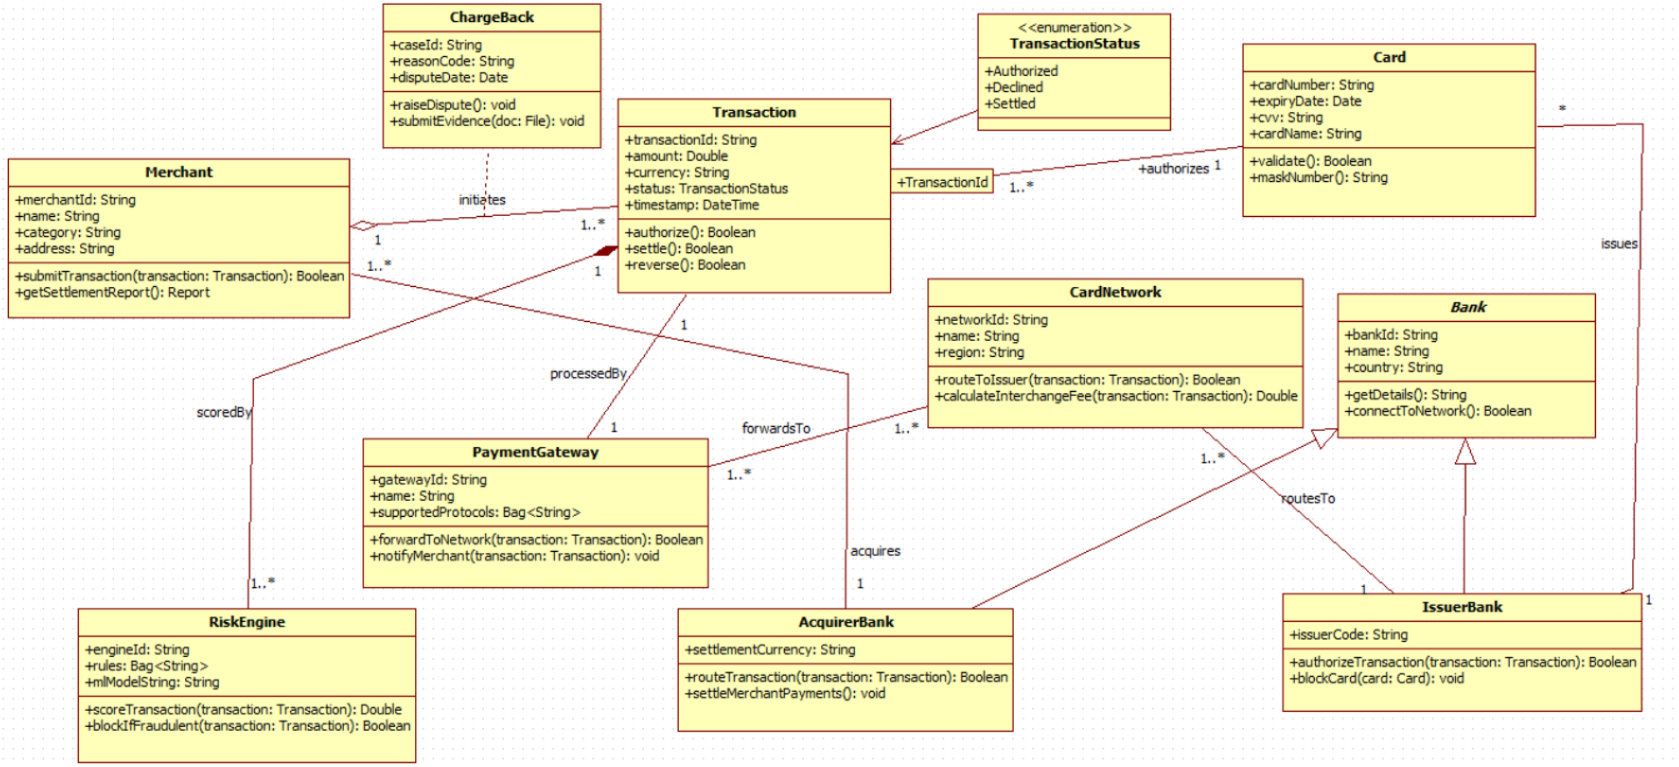 ChargeBack
+caseId: String
+reasonCode: String
+disputeDate: Date
+raiseDispute(): void
+submitEvidence(doc: File): void
<<enumeration>>
TransactionStatus
+Authorized
+Declined
+Settled
Card
+cardNumber: String
+expiryDate: Date
+cvv: String
+cardName: String
+validate(): Boolean
+maskNumber(): String
*
Transaction
+transactionId: String
+amount: Double
+currency: String
+status: TransactionStatus
+timestamp: DateTime
+authorize(): Boolean
+settle(): Boolean
+reverse(): Boolean
+TransactionId
1..*
+authorizes
1
Merchant
+merchantId: String
+name: String
+category: String
+address: String
+submitTransaction(transaction: Transaction): Boolean
+getSettlementReport(): Report
initiates
1
1..*
1..*
1
issues
CardNetwork
+networkId: String
+name: String
+region: String
+routeToIssuer(transaction: Transaction): Boolean
+calculateInterchangeFee(transaction: Transaction): Double
Bank
+bankId: String
+name: String
+country: String
+getDetails(): String
+connectToNetwork(): Boolean
1
processedBy
1
scoredBy
forwardsTo
1..*
1..*
1..*
routesTo
1
PaymentGateway
+gatewayId: String
+name: String
+supportedProtocols: Bag<String>
+forwardToNetwork(transaction: Transaction): Boolean
+notifyMerchant(transaction: Transaction): void
acquires
1
1..*
1
RiskEngine
+engineId: String
+rules: Bag<String>
+mlModelString: String
+scoreTransaction(transaction: Transaction): Double
+blockIfFraudulent(transaction: Transaction): Boolean
AcquirerBank
+settlementCurrency: String
+routeTransaction(transaction: Transaction): Boolean
+settleMerchantPayments(): void
IssuerBank
+issuerCode: String
+authorizeTransaction(transaction: Transaction): Boolean
+blockCard(card: Card): void